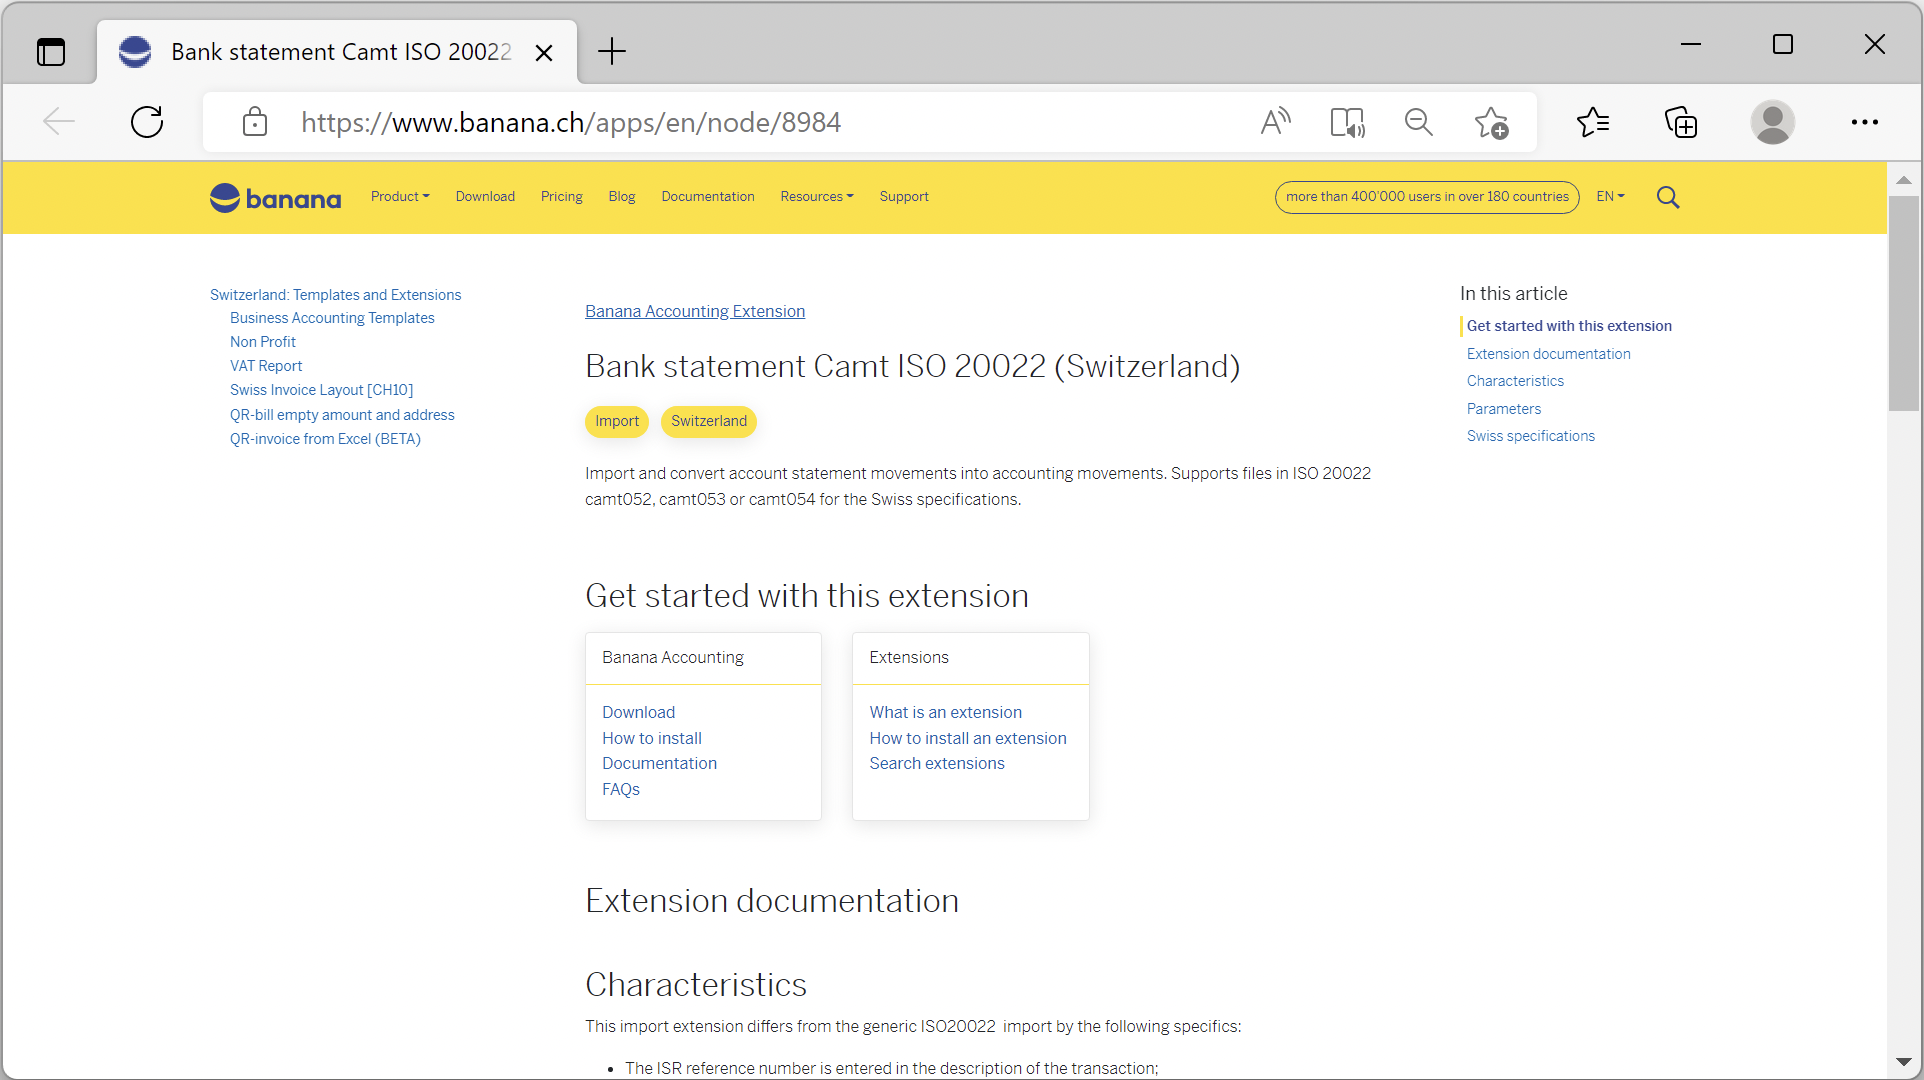 Bank statement Camt ISO 20022
https://www.banana.ch/apps/en/node/8984
banana Product Download Pricing Blog Documentation Resources Support more than 400'000 users in over 180 countries EN
Switzerland: Templates and Extensions
Business Accounting Templates
Non Profit
VAT Report
Swiss Invoice Layout [CH10]
QR-bill empty amount and address
QR-invoice from Excel (BETA)
Banana Accounting Extension
Bank statement Camt ISO 20022 (Switzerland)
Import Switzerland
Import and convert account statement movements into accounting movements. Supports files in ISO 20022
camt052, camt053 or camt054 for the Swiss specifications.
Get started with this extension
Banana Accounting
Download
How to install
Documentation
FAQs
Extensions
What is an extension
How to install an extension
Search extensions
Extension documentation
Characteristics
This import extension differs from the generic ISO20022 import by the following specifics:
• The ISR reference number is entered in the description of the transaction;
In this article
Get started with this extension
Extension documentation
Characteristics
Parameters
Swiss specifications